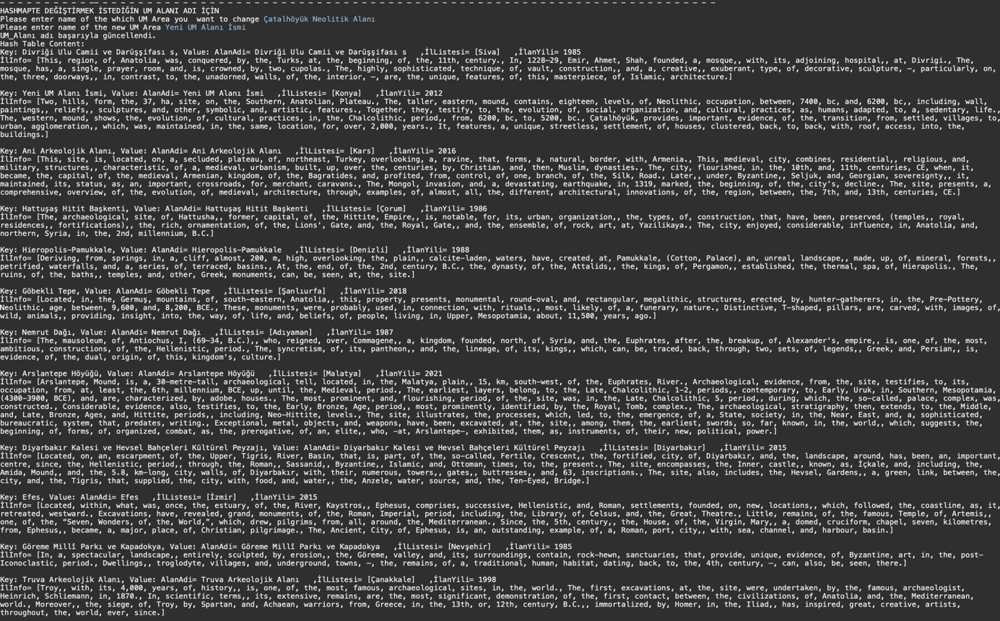 HASHMAPTE DEĞİŞTİRMEK İSTEDİĞİN UM ALANI ADI İÇİN
Please enter name of the which UM Area you  want to change Çatalhöyük Neolitik Alanı
Please enter name of the new UM Area Yeni UM Alanı İsmi
UM_Alanı adı başarıyla güncellendi.
Hash Table Content:
Key: Divriği Ulu Camii ve Darüşşifası s, Value: AlanAdi= Divriği Ulu Camii ve Darüşşifası s   ,İlListesi= [Siva]   ,İlanYili= 1985
İlInfo= [This, region, of, Anatolia, was, conquered, by, the, Turks, at, the, beginning, of, the, 11th, century., In, 1228–29, Emir, Ahmet, Shah, founded, a, mosque,, with, its, adjoining, hospital,, at, Divrigi., The,
mosque, has, a, single, prayer, room, and, is, crowned, by, two, cupolas., The, highly, sophisticated, technique, of, vault, construction,, and, a, creative,, exuberant, type, of, decorative, sculpture, –, particularly, on,
the, three, doorways,, in, contrast, to, the, unadorned, walls, of, the, interior, –, are, the, unique, features, of, this, masterpiece, of, Islamic, architecture.]
Key: Yeni UM Alanı İsmi, Value: AlanAdi= Yeni UM Alanı İsmi   ,İlListesi= [Konya]   ,İlanYili= 2012
İlInfo= [Two, hills, form, the, 37, ha, site, on, the, Southern, Anatolian, Plateau., The, taller, eastern, mound, contains, eighteen, levels, of, Neolithic, occupation, between, 7400, bc, and, 6200, bc,, including, wall,
paintings,, reliefs,, sculptures, and, other, symbolic, and, artistic, features., Together, they, testify, to, the, evolution, of, social, organization, and, cultural, practices, as, humans, adapted, to, a, sedentary, life.,
The, western, mound, shows, the, evolution, of, cultural, practices, in, the, Chalcolithic, period,, from, 6200, bc, to, 5200, bc., Çatalhöyük, provides, important, evidence, of, the, transition, from, settled, villages, to,
urban, agglomeration,, which, was, maintained, in, the, same, location, for, over, 2,000, years., It, features, a, unique, streetless, settlement, of, houses, clustered, back, to, back, with, roof, access, into, the,
buildings.]
Key: Ani Arkeolojik Alanı, Value: AlanAdi= Ani Arkeolojik Alanı   ,İlListesi= [Kars]   ,İlanYili= 2016
İlInfo= [This, site, is, located, on, a, secluded, plateau, of, northeast, Turkey, overlooking, a, ravine, that, forms, a, natural, border, with, Armenia., This, medieval, city, combines, residential,, religious, and,
military, structures,, characteristic, of, a, medieval, urbanism, built, up, over, the, centuries, by, Christian, and, then, Muslim, dynasties., The, city, flourished, in, the, 10th, and, 11th, centuries, CE, when, it,
became, the, capital, of, the, medieval, Armenian, kingdom, of, the, Bagratides, and, profited, from, control, of, one, branch, of, the, Silk, Road., Later,, under, Byzantine,, Seljuk, and, Georgian, sovereignty,, it,
maintained, its, status, as, an, important, crossroads, for, merchant, caravans., The, Mongol, invasion, and, a, devastating, earthquake, in, 1319, marked, the, beginning, of, the, city’s, decline., The, site, presents, a,
comprehensive, overview, of, the, evolution, of, medieval, architecture, through, examples, of, almost, all, the, different, architectural, innovations, of, the, region, between, the, 7th, and, 13th, centuries, CE.]
Key: Hattuşaş Hitit Başkenti, Value: AlanAdi= Hattuşaş Hitit Başkenti   ,İlListesi= [Çorum]   ,İlanYili= 1986
İlInfo= [The, archaeological, site, of, Hattusha,, former, capital, of, the, Hittite, Empire,, is, notable, for, its, urban, organization,, the, types, of, construction, that, have, been, preserved, (temples,, royal,
residences,, fortifications),, the, rich, ornamentation, of, the, Lions', Gate, and, the, Royal, Gate,, and, the, ensemble, of, rock, art, at, Yazilikaya., The, city, enjoyed, considerable, influence, in, Anatolia, and,
northern, Syria, in, the, 2nd, millennium, B.C.]
Key: Hieropolis-Pamukkale, Value: AlanAdi= Hieropolis-Pamukkale   ,İlListesi= [Denizli]   ,İlanYili= 1988
İlInfo= [Deriving, from, springs, in, a, cliff, almost, 200, m, high, overlooking, the, plain,, calcite-laden, waters, have, created, at, Pamukkale, (Cotton, Palace), an, unreal, landscape,, made, up, of, mineral, forests,,
petrified, waterfalls, and, a, series, of, terraced, basins., At, the, end, of, the, 2nd, century, B.C., the, dynasty, of, the, Attalids,, the, kings, of, Pergamon,, established, the, thermal, spa, of, Hierapolis., The,
ruins, of, the, baths,, temples, and, other, Greek, monuments, can, be, seen, at, the, site.]
Key: Göbekli Tepe, Value: AlanAdi= Göbekli Tepe   ,İlListesi= [Şanlıurfa]   ,İlanYili= 2018
İlInfo= [Located, in, the, Germuş, mountains, of, south-eastern, Anatolia,, this, property, presents, monumental, round-oval, and, rectangular, megalithic, structures, erected, by, hunter-gatherers, in, the, Pre-Pottery,
Neolithic, age, between, 9,600, and, 8,200, BCE., These, monuments, were, probably, used, in, connection, with, rituals,, most, likely, of, a, funerary, nature., Distinctive, T-shaped, pillars, are, carved, with, images, of,
wild, animals,, providing, insight, into, the, way, of, life, and, beliefs, of, people, living, in, Upper, Mesopotamia, about, 11,500, years, ago.]
Key: Nemrut Dağı, Value: AlanAdi= Nemrut Dağı   ,İlListesi= [Adıyaman]   ,İlanYili= 1987
İlInfo= [The, mausoleum, of, Antiochus, I, (69–34, B.C.),, who, reigned, over, Commagene,, a, kingdom, founded, north, of, Syria, and, the, Euphrates, after, the, breakup, of, Alexander's, empire,, is, one, of, the, most,
ambitious, constructions, of, the, Hellenistic, period., The, syncretism, of, its, pantheon,, and, the, lineage, of, its, kings,, which, can, be, traced, back, through, two, sets, of, legends,, Greek, and, Persian,, is,
evidence, of, the, dual, origin, of, this, kingdom's, culture.]
Key: Arslantepe Höyüğü, Value: AlanAdi= Arslantepe Höyüğü   ,İlListesi= [Malatya]   ,İlanYili= 2021
İlInfo= [Arslantepe, Mound, is, a, 30-metre-tall, archaeological, tell, located, in, the, Malatya, plain,, 15, km, south-west, of, the, Euphrates, River., Archaeological, evidence, from, the, site, testifies, to, its,
occupation, from, at, least, the, 6th, millennium, BCE, up, until, the, Medieval, period., The, earliest, layers, belong, to, the, Late, Chalcolithic, 1-2, periods,, contemporary, to, Early, Uruk, in, Southern, Mesopotamia,
(4300-3900, BCE), and, are, characterized, by, adobe, houses., The, most, prominent, and, flourishing, period, of, the, site, was, in, the, Late, Chalcolithic, 5, period,, during, which, the, so-called, palace, complex, was,
constructed., Considerable, evidence, also, testifies, to, the, Early, Bronze, Age, period,, most, prominently, identified, by, the, Royal, Tomb, complex., The, archaeological, stratigraphy, then, extends, to, the, Middle,
and, Late, Bronze, Ages, and, Hittite, periods,, including, Neo-Hittite, levels., The, site, illustrates, the, processes, which, led, to, the, emergence, of, a, State, society, in, the, Near, East, and, a, sophisticated,
bureaucratic, system, that, predates, writing., Exceptional, metal, objects, and, weapons, have, been, excavated, at, the, site,, among, them, the, earliest, swords, so, far, known, in, the, world,, which, suggests, the,
beginning, of, forms, of, organized, combat, as, the, prerogative, of, an, elite,, who, -at, Arslantepe-, exhibited, them, as, instruments, of, their, new, political, power.]
Key: Diyarbakır Kalesi ve Hevsel Bahçeleri Kültürel Peyzajı, Value: AlanAdi= Diyarbakır Kalesi ve Hevsel Bahçeleri Kültürel Peyzajı   ,İlListesi= [Diyarbakır]   ,İlanYili= 2015
İlInfo= [Located, on, an, escarpment, of, the, Upper, Tigris, River, Basin, that, is, part, of, the, so-called, Fertile, Crescent,, the, fortified, city, of, Diyarbakır, and, the, landscape, around, has, been, an, important,
centre, since, the, Hellenistic, period,, through, the, Roman,, Sassanid,, Byzantine,, Islamic, and, Ottoman, times, to, the, present., The, site, encompasses, the, Inner, castle,, known, as, İçkale, and, including, the,
Amida, Mound,, and, the, 5.8, km-long, city, walls, of, Diyarbakır, with, their, numerous, towers,, gates,, buttresses,, and, 63, inscriptions., The, site, also, includes, the, Hevsel, Gardens,, a, green, link, between, the,
city, and, the, Tigris, that, supplied, the, city, with, food, and, water,, the, Anzele, water, source, and, the, Ten-Eyed, Bridge.]
Key: Efes, Value: AlanAdi= Efes   ,İlListesi= [İzmir]   ,İlanYili= 2015
İlInfo= [Located, within, what, was, once, the, estuary, of, the, River, Kaystros,, Ephesus, comprises, successive, Hellenistic, and, Roman, settlements, founded, on, new, locations,, which, followed, the, coastline, as, it,
retreated, westward., Excavations, have, revealed, grand, monuments, of, the, Roman, Imperial, period, including, the, Library, of, Celsus, and, the, Great, Theatre., Little, remains, of, the, famous, Temple, of, Artemis,,
one, of, the, “Seven, Wonders, of, the, World,”, which, drew, pilgrims, from, all, around, the, Mediterranean., Since, the, 5th, century,, the, House, of, the, Virgin, Mary,, a, domed, cruciform, chapel, seven, kilometres,
from, Ephesus,, became, a, major, place, of, Christian, pilgrimage., The, Ancient, City, of, Ephesus, is, an, outstanding, example, of, a, Roman, port, city,, with, sea, channel, and, harbour, basin.]
Key: Göreme Millî Parkı ve Kapadokya, Value: AlanAdi= Göreme Millî Parkı ve Kapadokya   ,İlListesi= [Nevşehir]   ,İlanYili= 1985
İlInfo= [In, a, spectacular, landscape,, entirely, sculpted, by, erosion,, the, Göreme, valley, and, its, surroundings, contain, rock-hewn, sanctuaries, that, provide, unique, evidence, of, Byzantine, art, in, the, post-
Iconoclastic, period., Dwellings,, troglodyte, villages, and, underground, towns, –, the, remains, of, a, traditional, human, habitat, dating, back, to, the, 4th, century, –, can, also, be, seen, there.]
Key: Truva Arkeolojik Alanı, Value: AlanAdi= Truva Arkeolojik Alanı   ,İlListesi= [Çanakkale]   ,İlanYili= 1998
İlInfo= [Troy,, with, its, 4,000, years, of, history,, is, one, of, the, most, famous, archaeological, sites, in, the, world., The, first, excavations, at, the, site, were, undertaken, by, the, famous, archaeologist,
Heinrich, Schliemann, in, 1870., In, scientific, terms,, its, extensive, remains, are, the, most, significant, demonstration, of, the, first, contact, between, the, civilizations, of, Anatolia, and, the, Mediterranean,
world., Moreover,, the, siege, of, Troy, by, Spartan, and, Achaean, warriors, from, Greece, in, the, 13th, or, 12th, century, B.C.,, immortalized, by, Homer, in, the, Iliad,, has, inspired, great, creative, artists,
throughout, the, world, ever, since.]